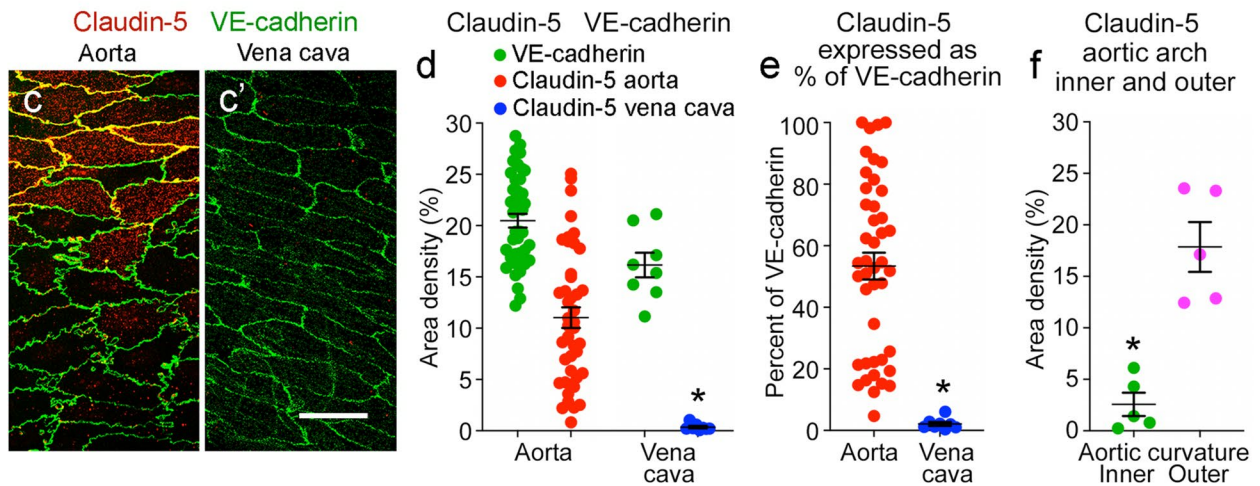 Claudin-5 VE-cadherin
Aorta Vena cava
c
c'
d
Claudin-5 VE-cadherin
VE-cadherin
Claudin-5 aorta
Claudin-5 vena cava
Area density (%)
30
25
20
15
10
5
0
*
Aorta Vena
cava
e
Claudin-5
expressed as
% of VE-cadherin
Percent of VE-cadherin
100
80
60
40
20
0
*
Aorta Vena
cava
f
Claudin-5
aortic arch
inner and outer
Area density (%)
30
25
20
15
10
5
0
*
Aortic curvature
Inner Outer